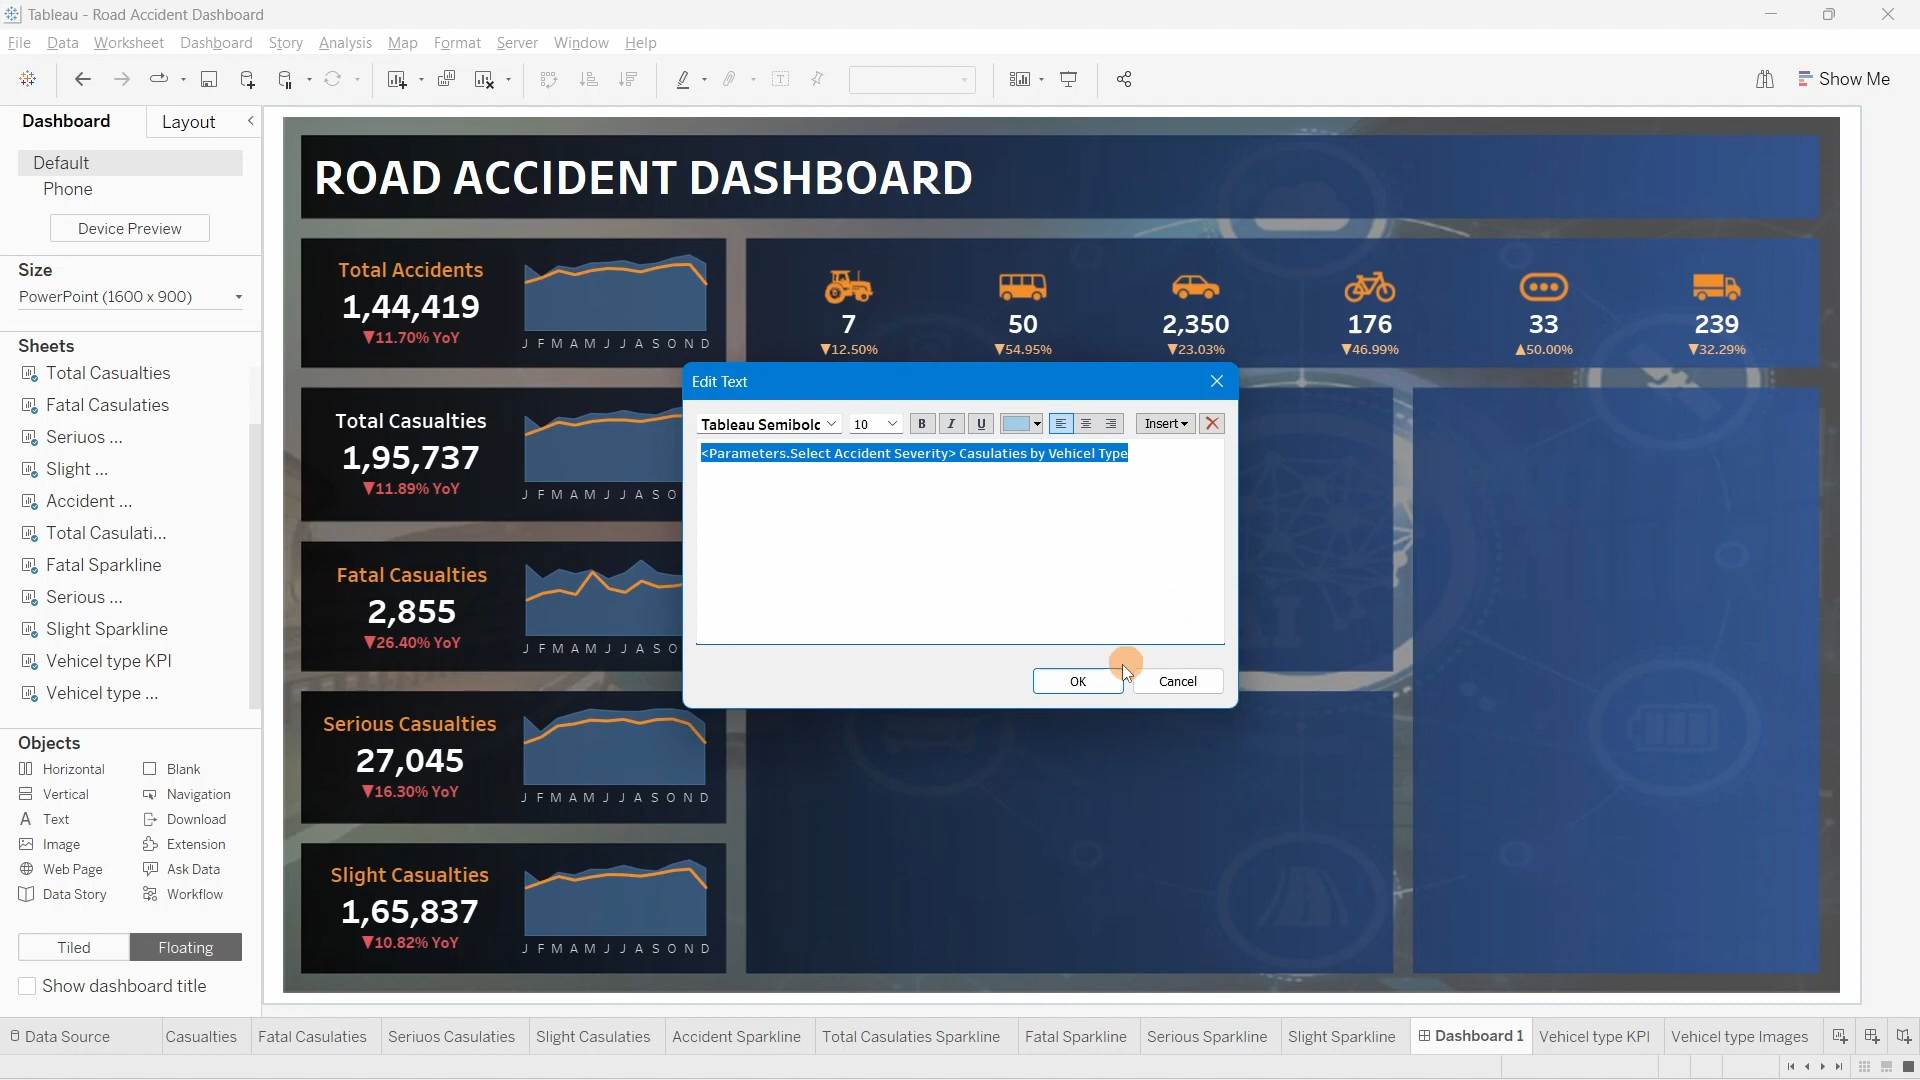 Tableau - Road Accident Dashboard
File Data Worksheet Dashboard Story Analysis Map Format Server Window Help
Show Me
Dashboard Layout
Default
Phone
Device Preview
Size
PowerPoint (1600 x 900)
Sheets
Total Casualties
Fatal Casulaties
Seriuos ...
Slight ...
Accident ...
Total Casulati...
Fatal Sparkline
Serious ...
Slight Sparkline
Vehicel type KPI
Vehicel type ...
Objects
Horizontal Blank
Vertical Navigation
Text Download
Image Extension
Web Page Ask Data
Data Story Workflow
Tiled Floating
Show dashboard title
ROAD ACCIDENT DASHBOARD
Total Accidents
1,44,419
▼11.70% YoY
J F M A M J J A S O N D
7 50 2,350 176 33 239
▼12.50% ▼54.95% ▼23.03% ▼46.99% ▲50.00% ▼32.29%
Total Casualties
1,95,737
▼11.89% YoY
J F M A M J J A S O
Fatal Casualties
2,855
▼26.40% YoY
J F M A M J J A S O
Serious Casualties
27,045
▼16.30% YoY
J F M A M J J A S O N D
Slight Casualties
1,65,837
▼10.82% YoY
J F M A M J J A S O N D
Edit Text
Tableau Semibolc 10 B I U Insert
<Parameters.Select Accident Severity> Casulaties by Vehicel Type
OK Cancel
Data Source Casualties Fatal Casulaties Seriuos Casulaties Slight Casulaties Accident Sparkline Total Casulaties Sparkline Fatal Sparkline Serious Sparkline Slight Sparkline Dashboard 1 Vehicel type KPI Vehicel type Images